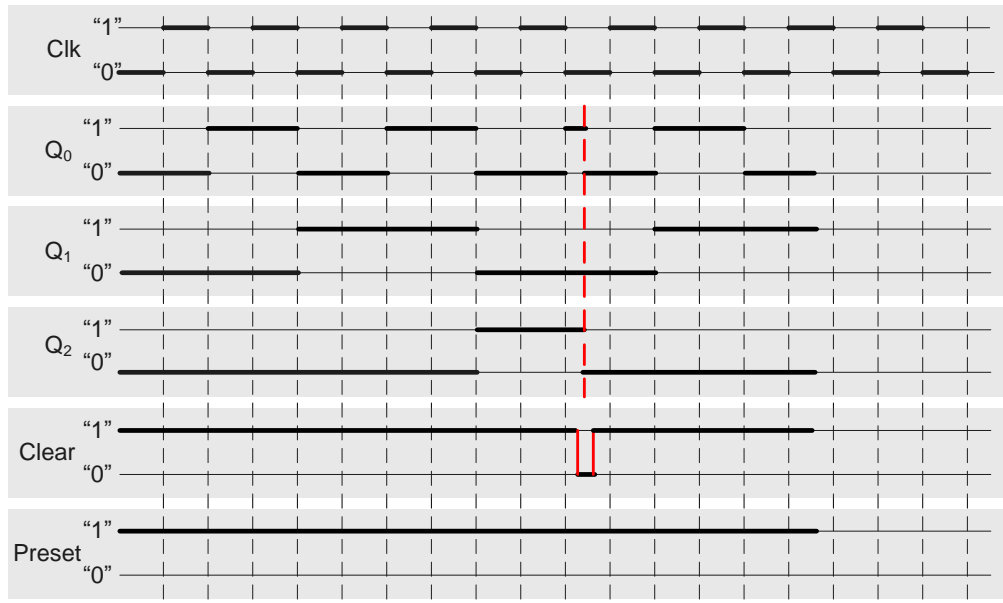 “1”
Clk
“0”
“1”
Q₀
“0”
“1”
Q₁
“0”
“1”
Q₂
“0”
“1”
Clear
“0”
“1”
Preset
“0”